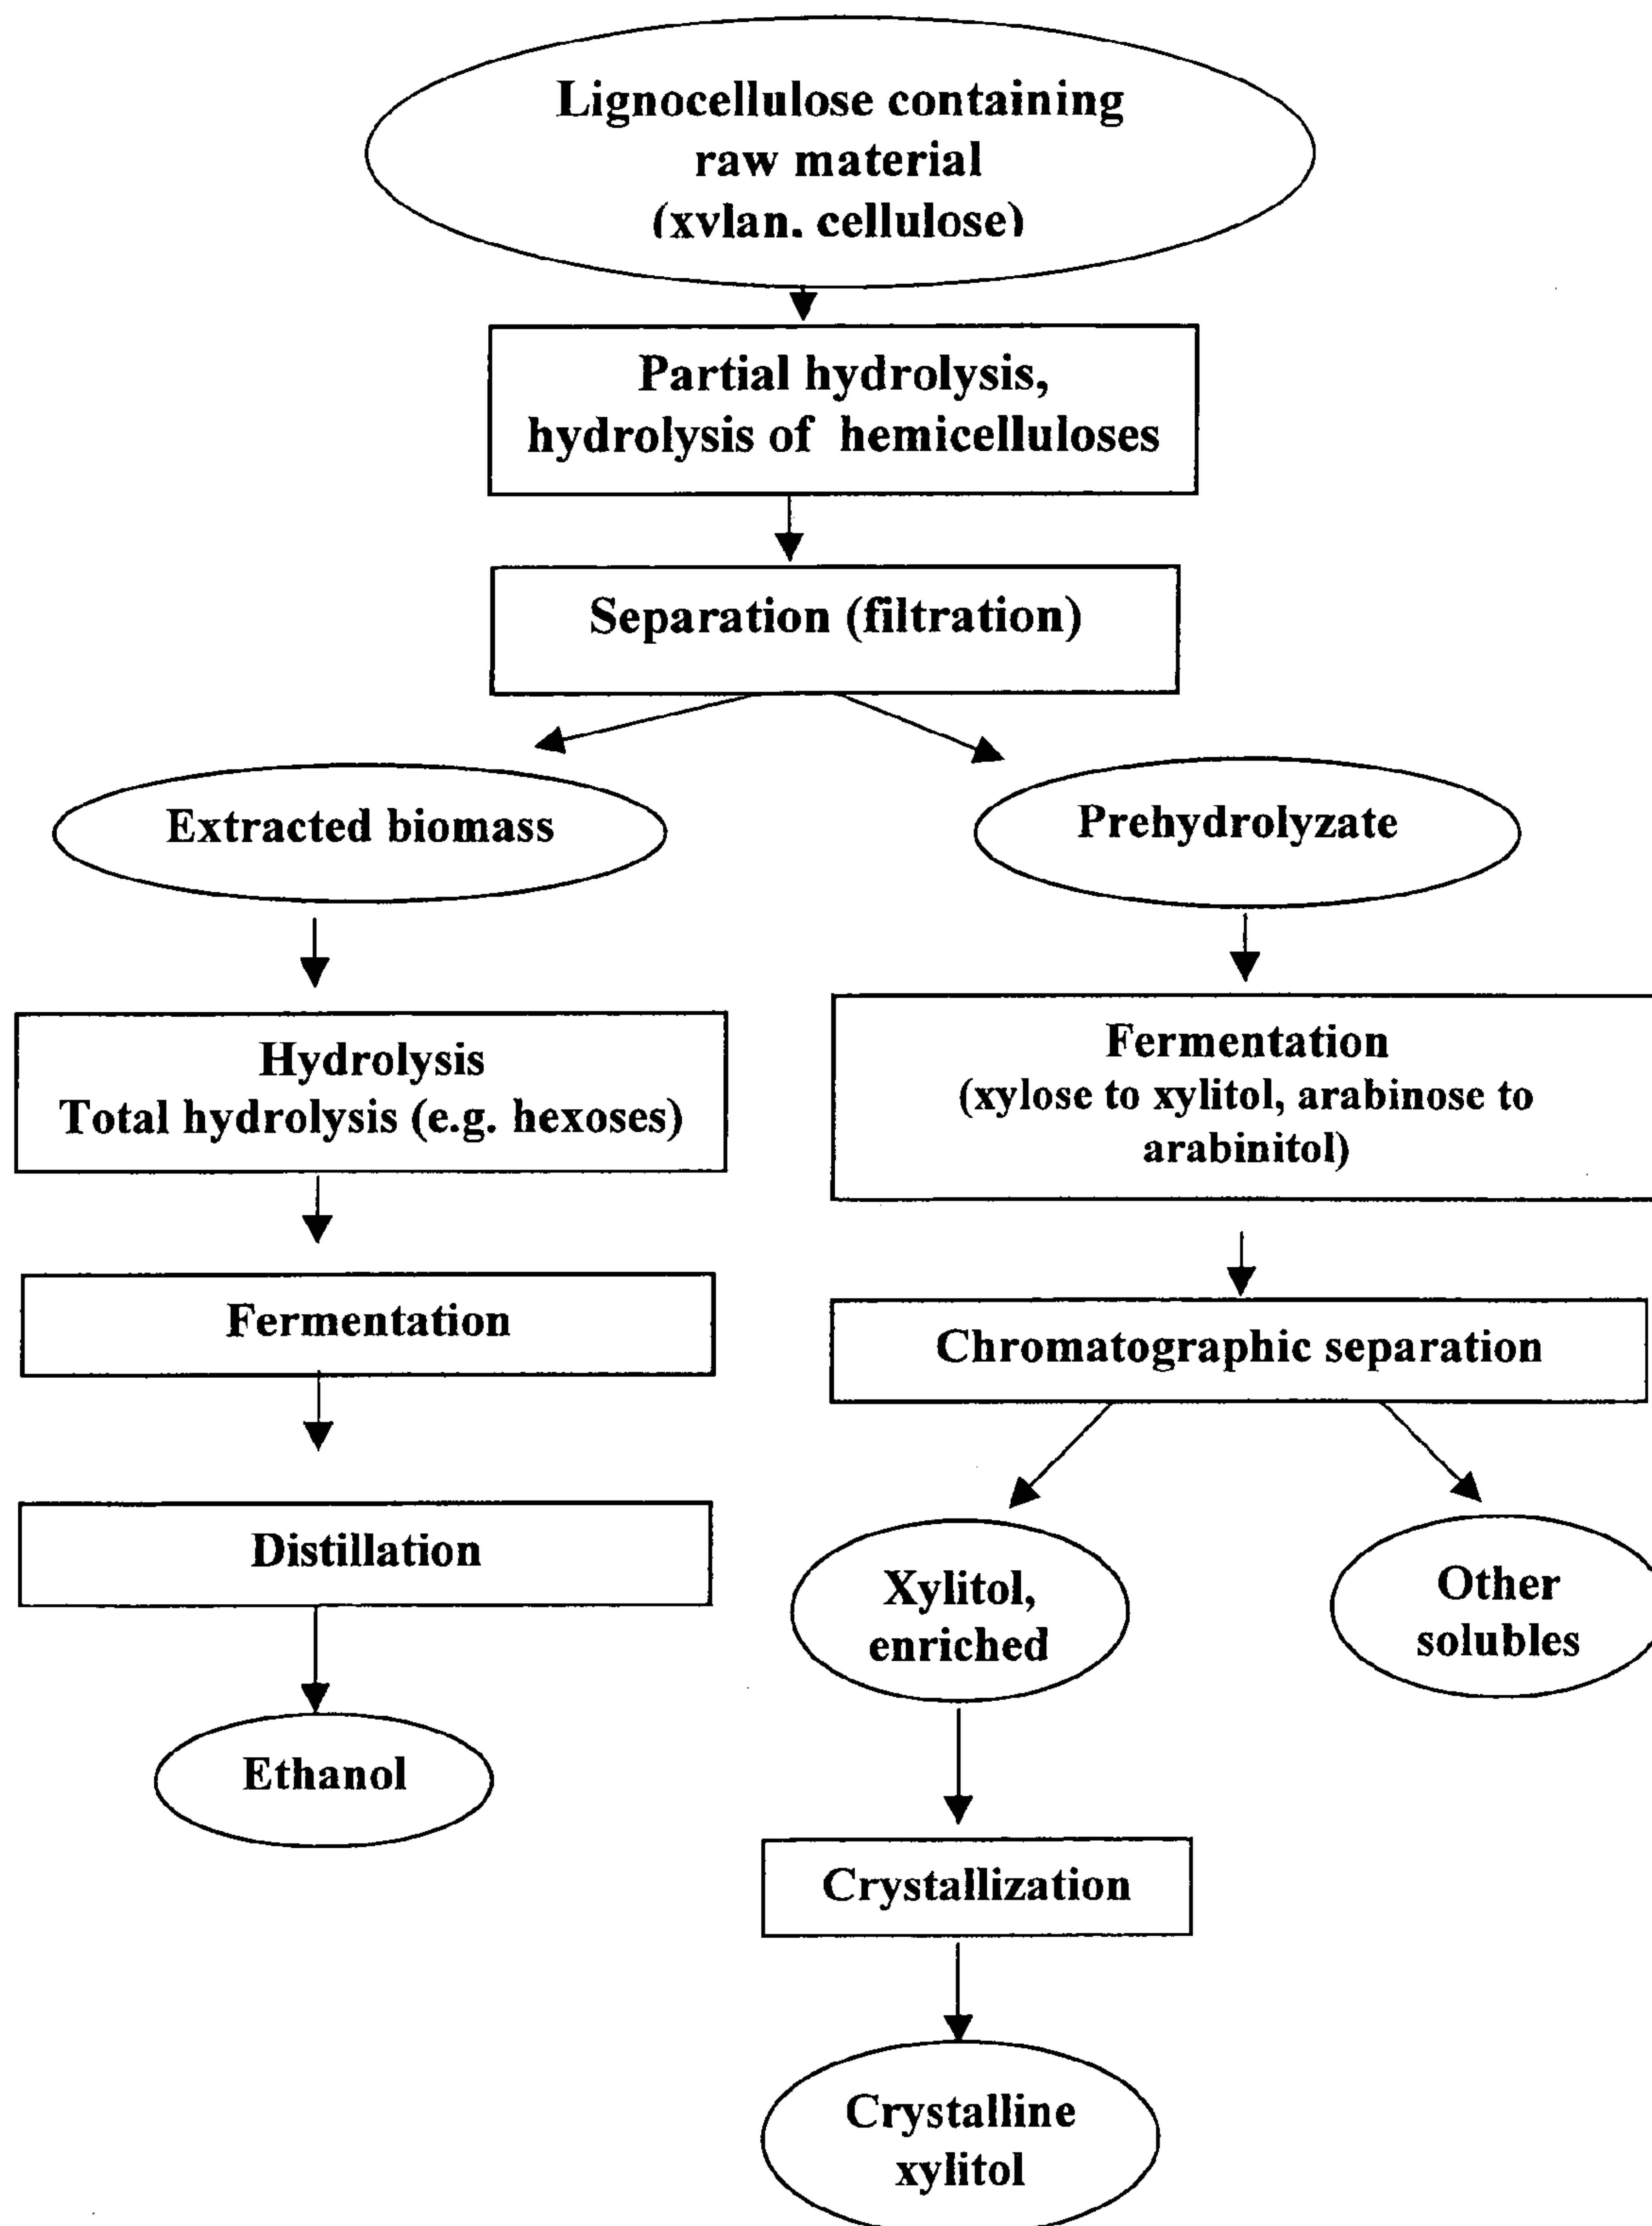 Lignocellulose containing
raw material
(xylan. cellulose)
Partial hydrolysis,
hydrolysis of hemicelluloses
Separation (filtration)
Extracted biomass
Prehydrolyzate
Hydrolysis
Total hydrolysis (e.g. hexoses)
Fermentation
(xylose to xylitol, arabinose to
arabinitol)
Fermentation
Chromatographic separation
Distillation
Xylitol,
enriched
Other
solubles
Ethanol
Crystallization
Crystalline
xylitol